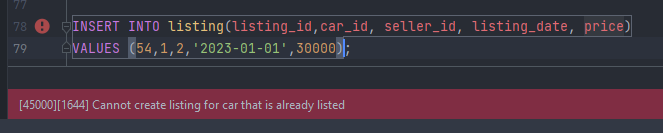 77
78 INSERT INTO listing(listing_id,car_id, seller_id, listing_date, price)
79 VALUES (54,1,2,'2023-01-01',30000);
[45000][1644] Cannot create listing for car that is already listed